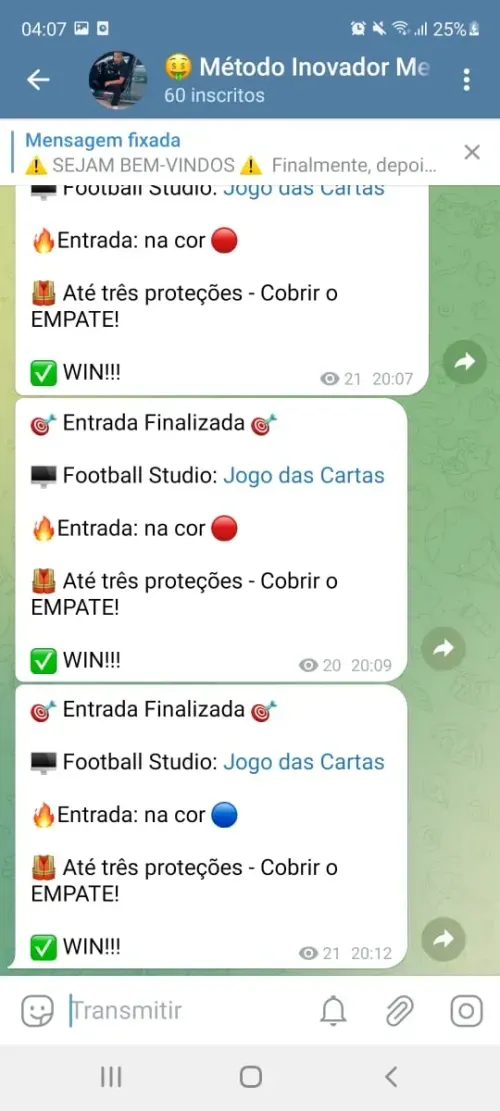 04:07 25%
🤑 Método Inovador Me
60 inscritos
Mensagem fixada
⚠️ SEJAM BEM-VINDOS ⚠️ Finalmente, depoi...
🖥️ Football Studio: Jogo das Cartas
🔥Entrada: na cor 🔴
🦺 Até três proteções - Cobrir o
EMPATE!
✅ WIN!!!
21 20:07
🎯 Entrada Finalizada 🎯
🖥️ Football Studio: Jogo das Cartas
🔥Entrada: na cor 🔴
🦺 Até três proteções - Cobrir o
EMPATE!
✅ WIN!!!
20 20:09
🎯 Entrada Finalizada 🎯
🖥️ Football Studio: Jogo das Cartas
🔥Entrada: na cor 🔵
🦺 Até três proteções - Cobrir o
EMPATE!
✅ WIN!!!
21 20:12
Transmitir